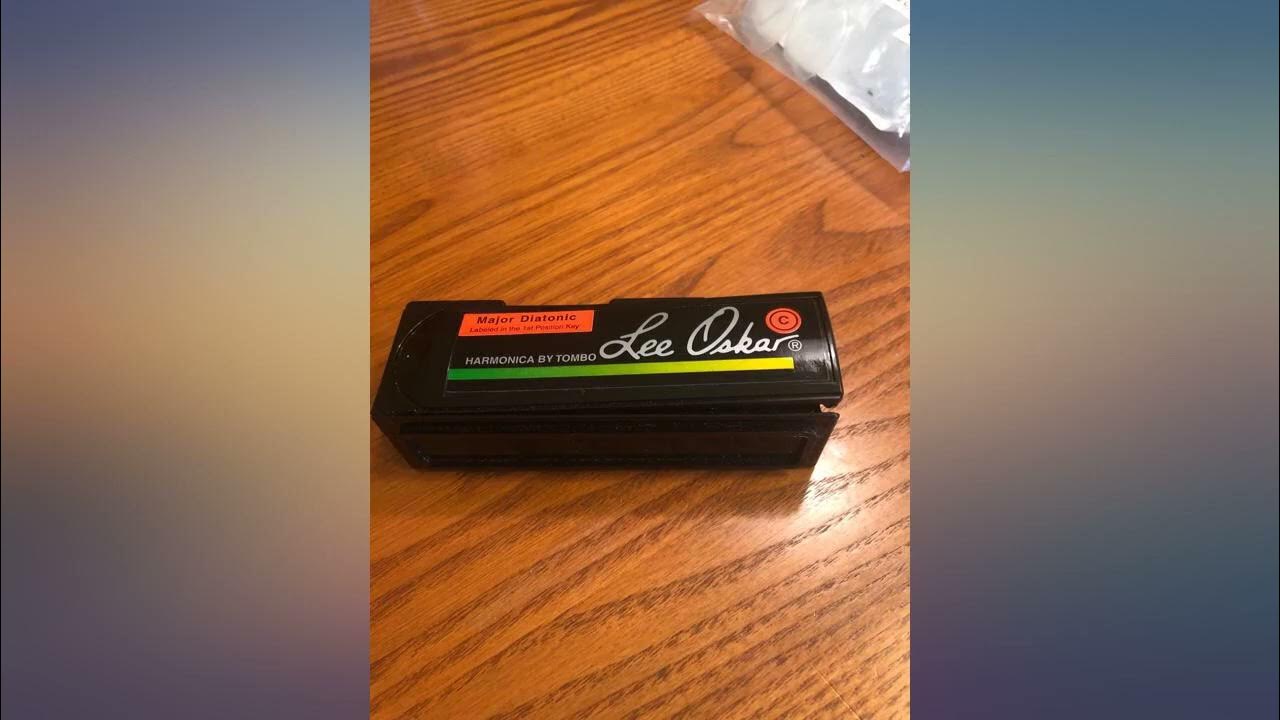 Major Diatonic
Labeled in the 1st Position Key
C
Lee Oskar®
HARMONICA BY TOMBO